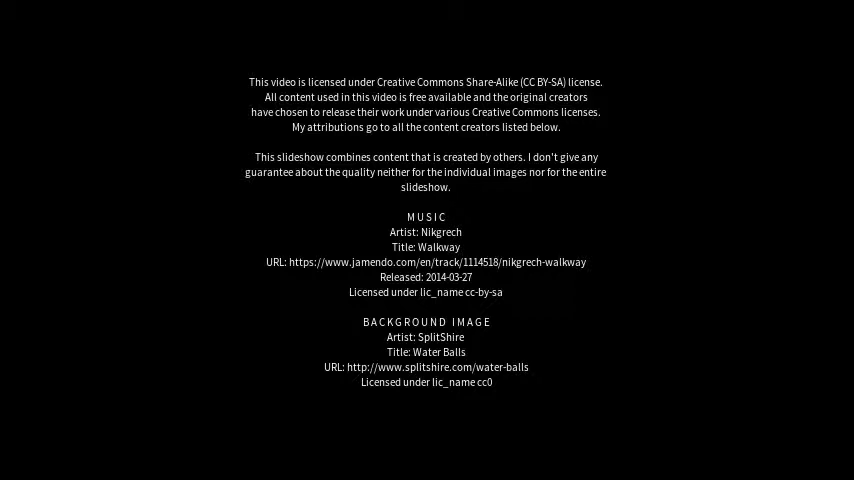 This video is licensed under Creative Commons Share-Alike (CC BY-SA) license.
All content used in this video is free available and the original creators
have chosen to release their work under various Creative Commons licenses.
My attributions go to all the content creators listed below.
This slideshow combines content that is created by others. I don't give any
guarantee about the quality neither for the individual images nor for the entire
slideshow.
MUSIC
Artist: Nikgrech
Title: Walkway
URL: https://www.jamendo.com/en/track/1114518/nikgrech-walkway
Released: 2014-03-27
Licensed under lic_name cc-by-sa
BACKGROUND IMAGE
Artist: SplitShire
Title: Water Balls
URL: http://www.splitshire.com/water-balls
Licensed under lic_name cc0